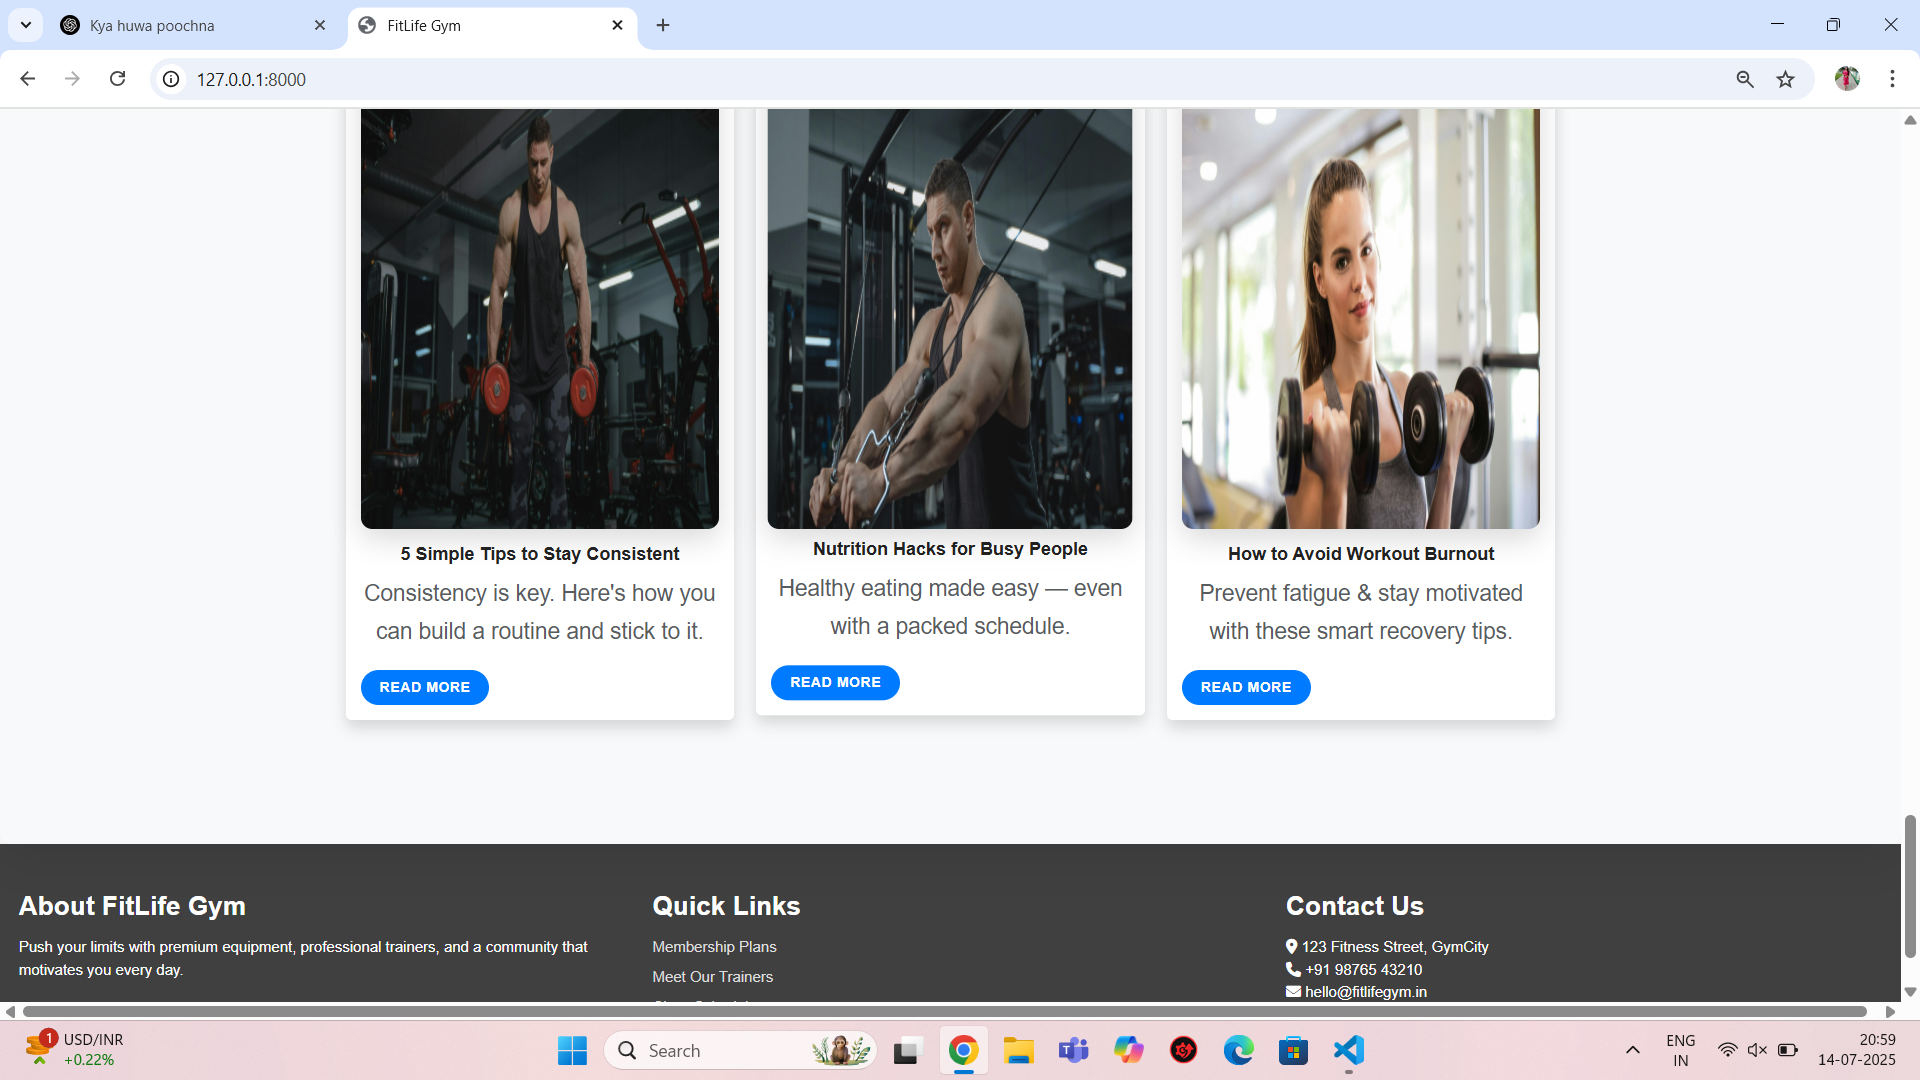 Kya huwa poochna
FitLife Gym
127.0.0.1:8000
5 Simple Tips to Stay Consistent
Consistency is key. Here's how you
can build a routine and stick to it.
READ MORE
Nutrition Hacks for Busy People
Healthy eating made easy — even
with a packed schedule.
READ MORE
How to Avoid Workout Burnout
Prevent fatigue & stay motivated
with these smart recovery tips.
READ MORE
About FitLife Gym
Push your limits with premium equipment, professional trainers, and a community that
motivates you every day.
Quick Links
Membership Plans
Meet Our Trainers
Contact Us
123 Fitness Street, GymCity
+91 98765 43210
hello@fitlifegym.in
1
USD/INR
+0.22%
Search
ENG
IN
20:59
14-07-2025